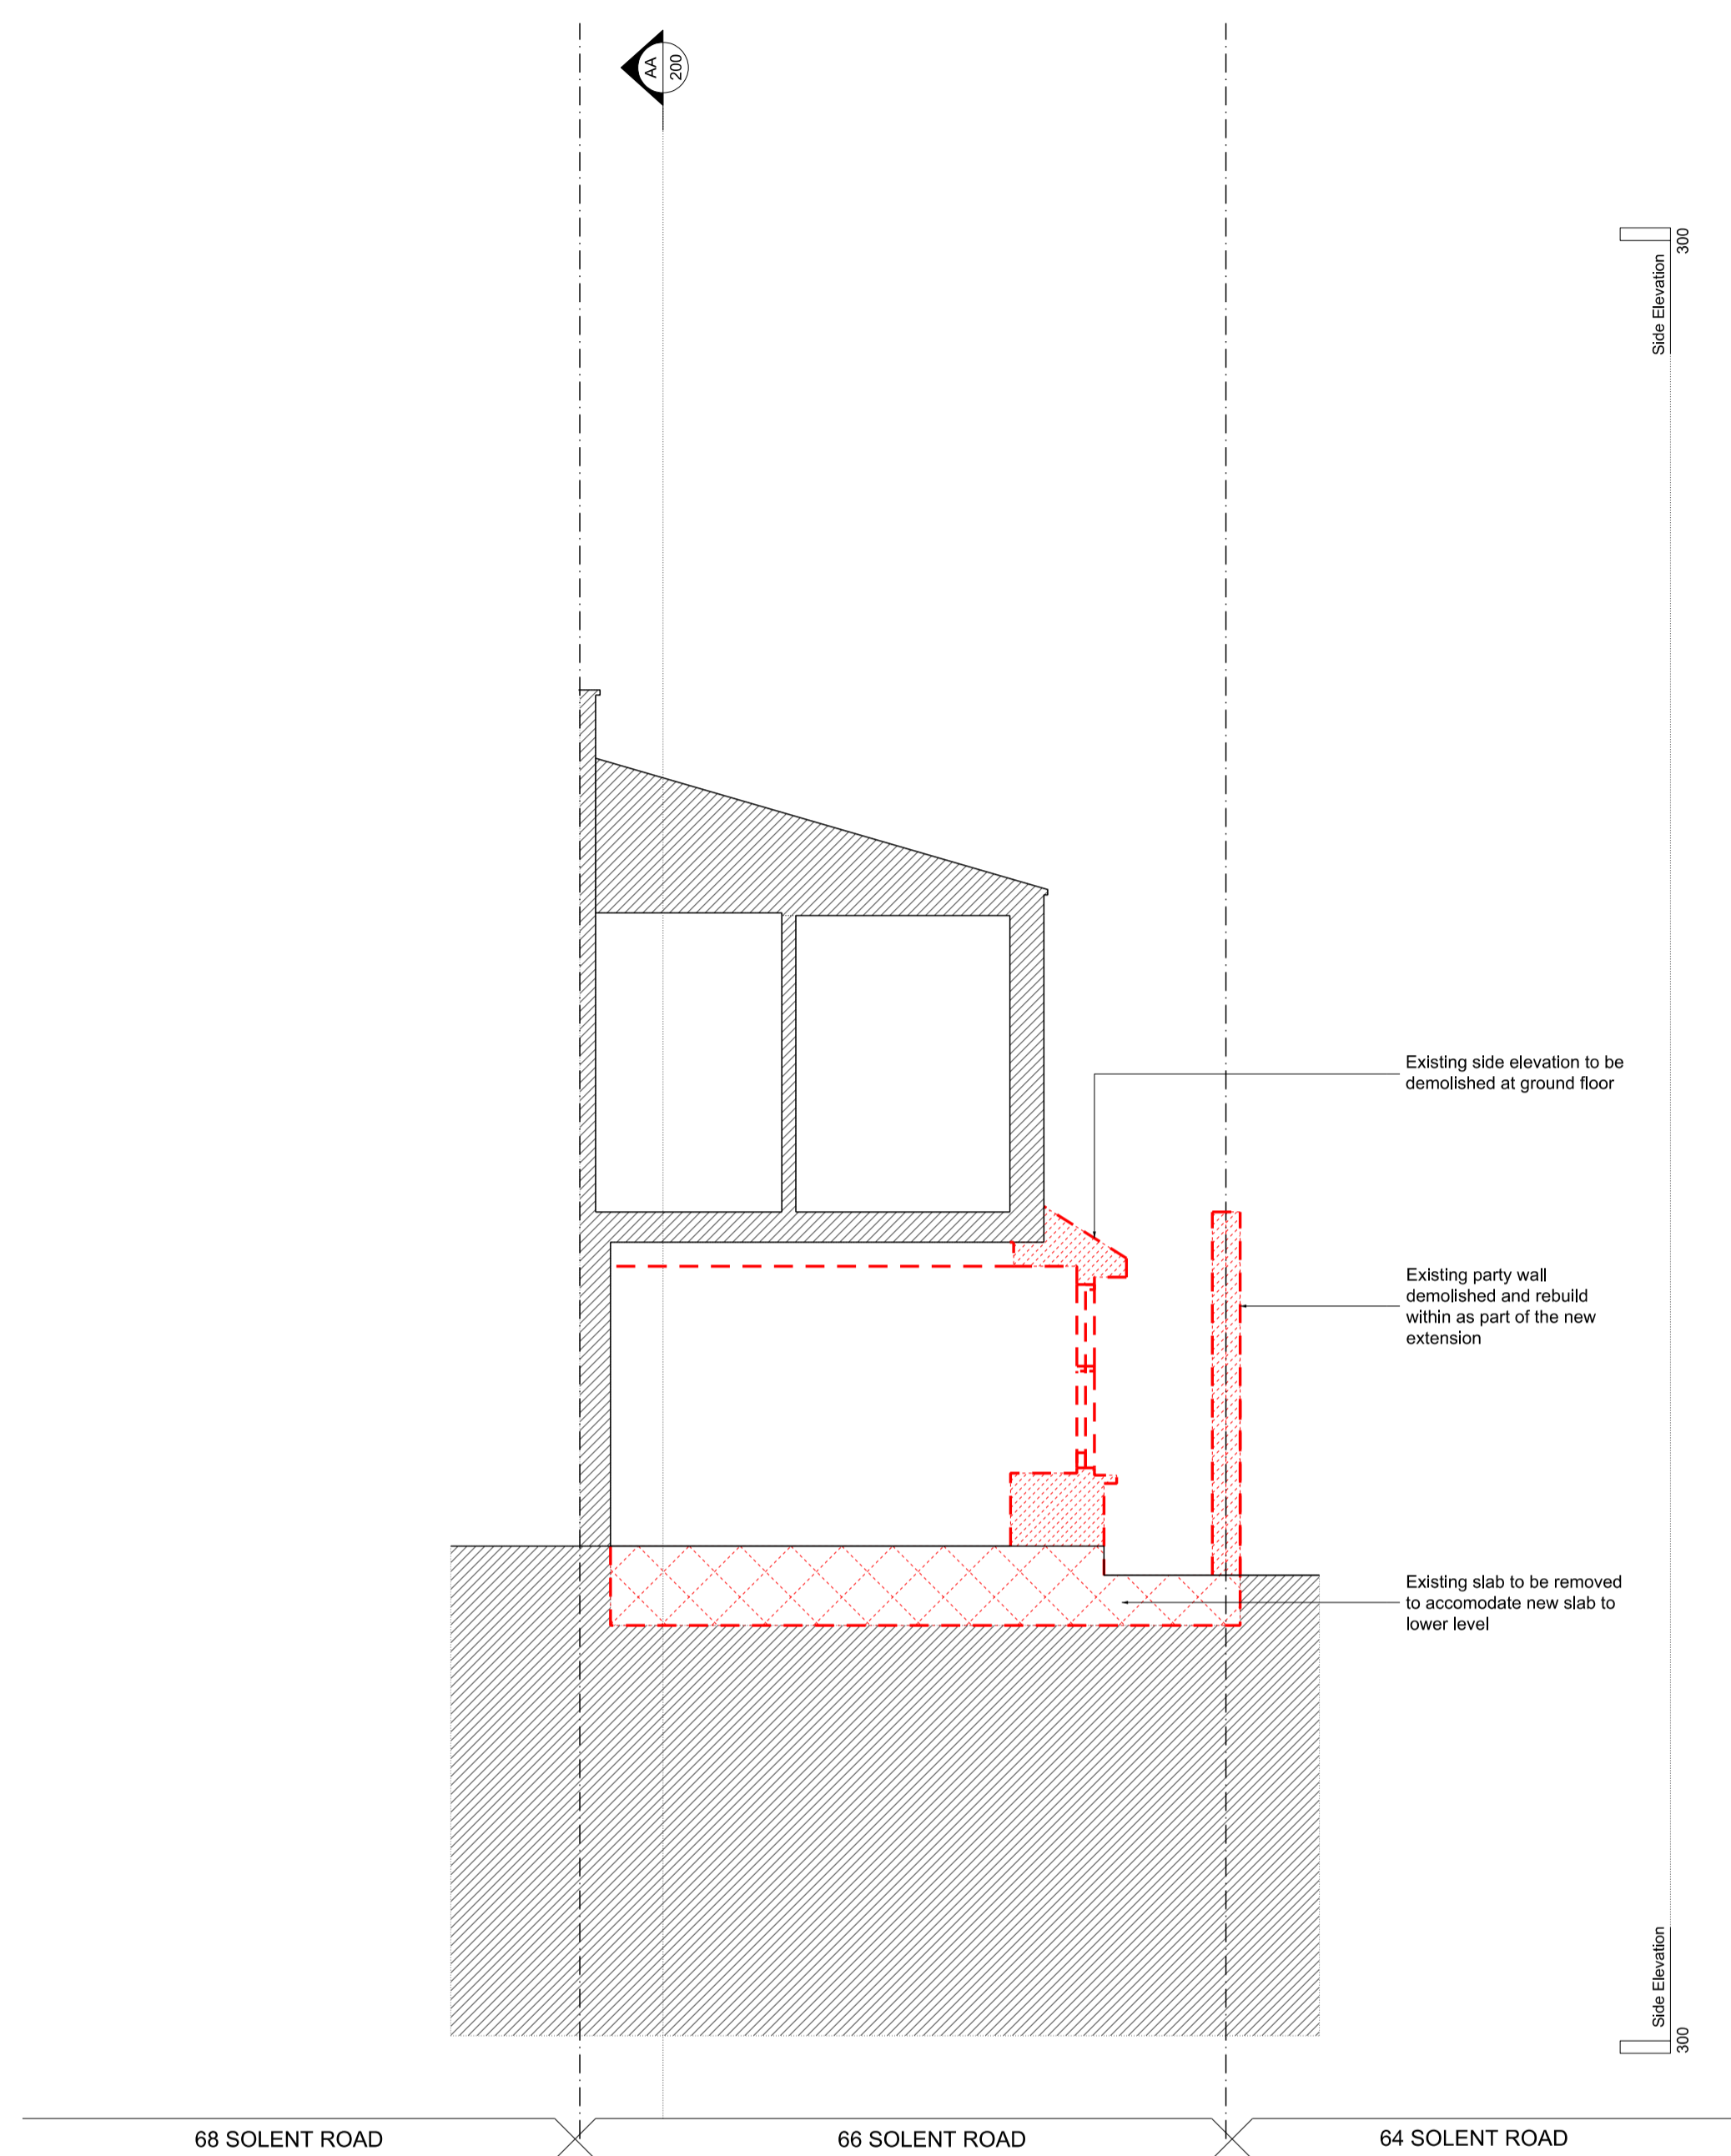 AA
200
300
Side Elevation
Existing side elevation to be
demolished at ground floor
Existing party wall
demolished and rebuild
within as part of the new
extension
Existing slab to be removed
to accomodate new slab to
lower level
Side Elevation
300
68 SOLENT ROAD
66 SOLENT ROAD
64 SOLENT ROAD